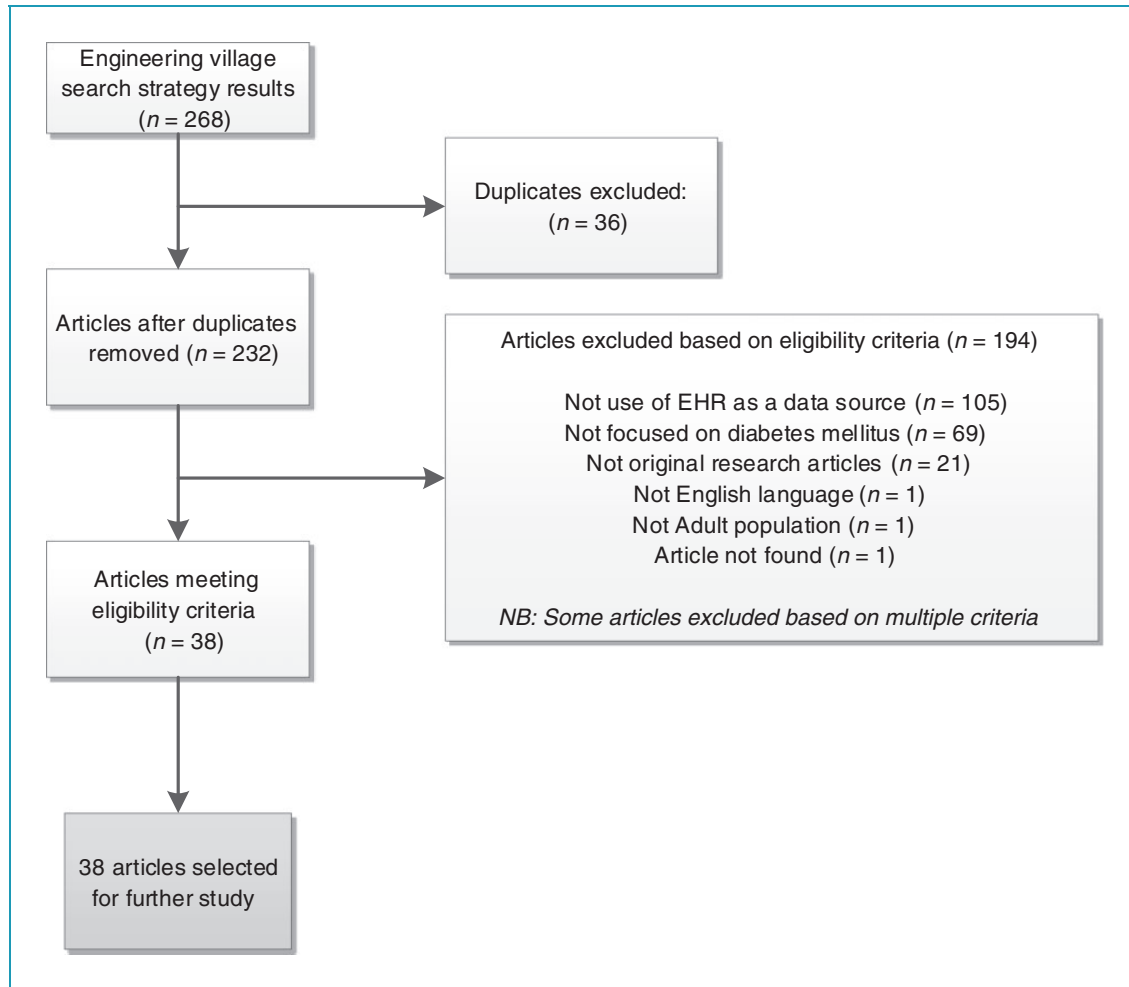 Engineering village
search strategy results
(n = 268)
Duplicates excluded:
(n = 36)
Articles after duplicates
removed (n = 232)
Articles excluded based on eligibility criteria (n = 194)
Not use of EHR as a data source (n = 105)
Not focused on diabetes mellitus (n = 69)
Not original research articles (n = 21)
Not English language (n = 1)
Not Adult population (n = 1)
Article not found (n = 1)
NB: Some articles excluded based on multiple criteria
Articles meeting
eligibility criteria
(n = 38)
38 articles selected
for further study